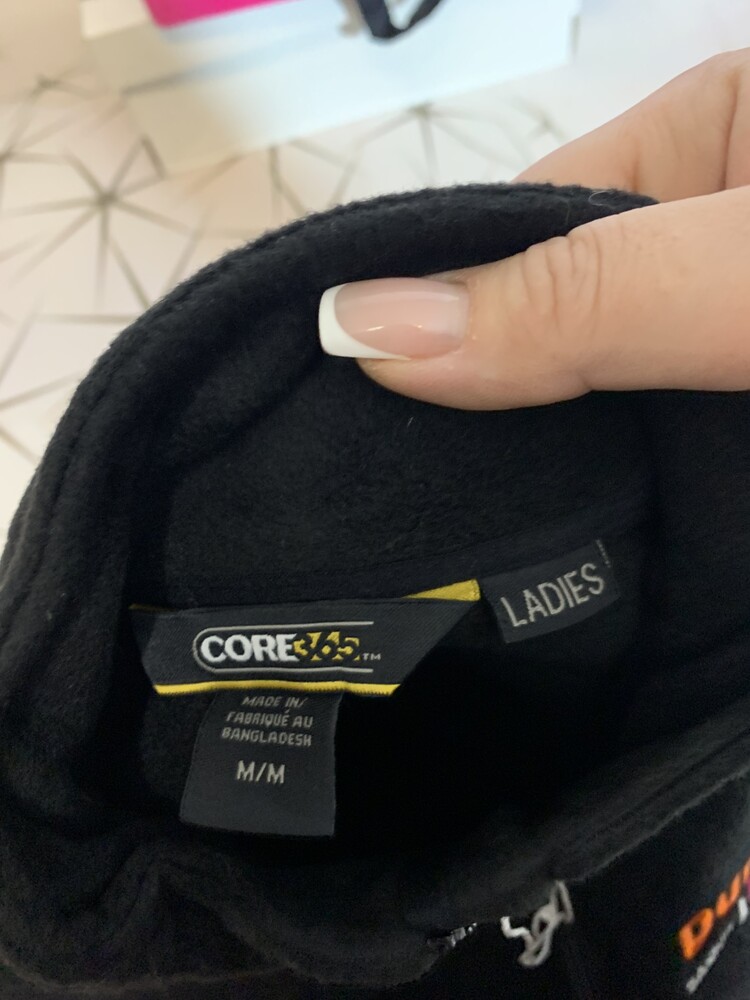 CORE365™
LADIES
MADE IN/
FABRIQUÉ AU
BANGLADESH
M/M